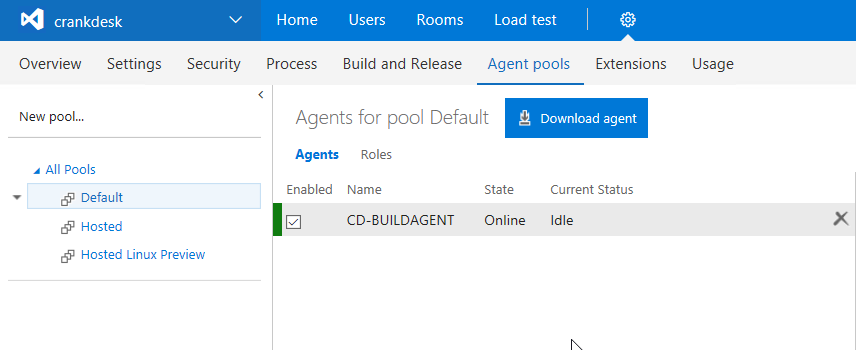 crankdesk Home Users Rooms Load test
Overview Settings Security Process Build and Release Agent pools Extensions Usage
New pool...
All Pools
Default
Hosted
Hosted Linux Preview
Agents for pool Default Download agent
Agents Roles
Enabled Name State Current Status
CD-BUILDAGENT Online Idle